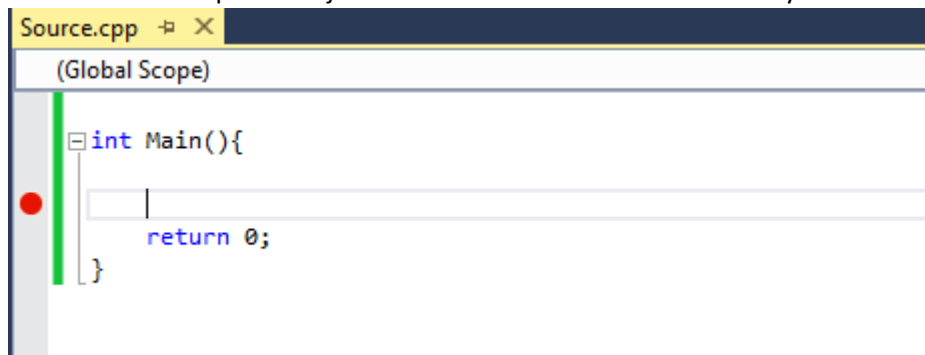 Source.cpp
(Global Scope)
int Main(){
return 0;
}